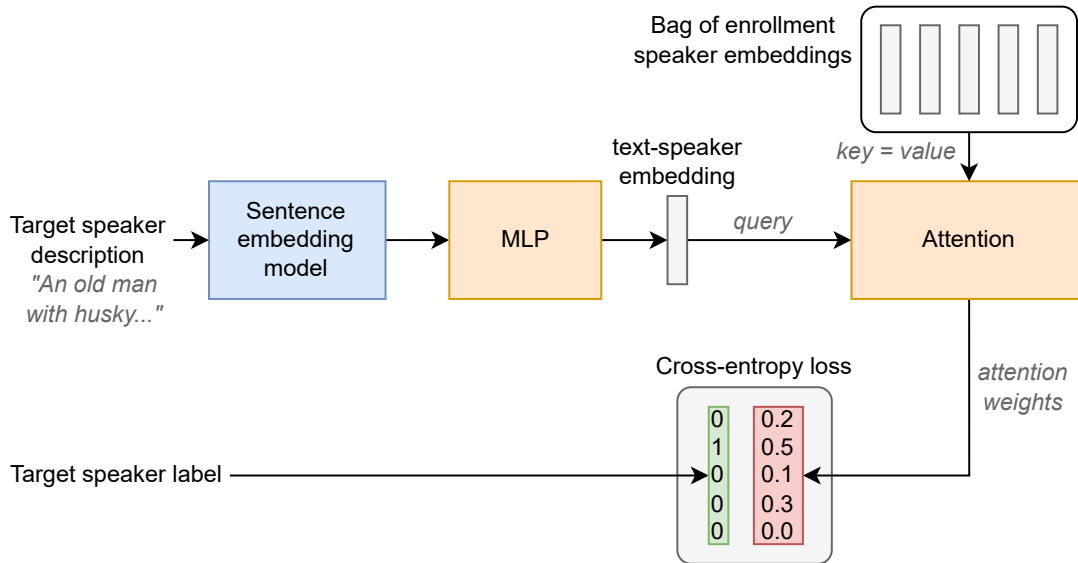 Bag of enrollment
speaker embeddings
key = value
text-speaker
embedding
Target speaker
description
"An old man
with husky..."
Sentence
embedding
model
MLP
query
Attention
attention
weights
Cross-entropy loss
Target speaker label
0 0.2
1 0.5
0 0.1
0 0.3
0 0.0